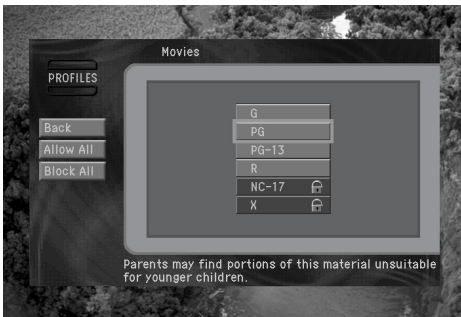 Movies
PROFILES
Back
Allow All
Block All
G
PG
PG-13
R
NC-17
X
Parents may find portions of this material unsuitable
for younger children.